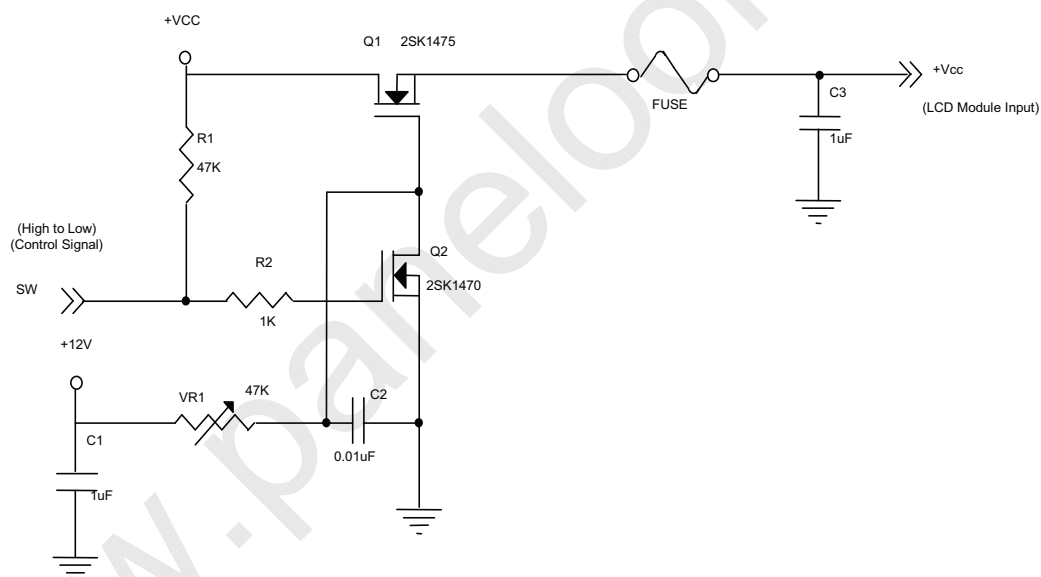 +VCC
Q1 2SK1475
FUSE
+Vcc
(LCD Module Input)
C3
1uF
R1
47K
(High to Low)
(Control Signal)
SW
R2
1K
Q2
2SK1470
+12V
VR1
47K
C2
0.01uF
C1
1uF
w.paneloo